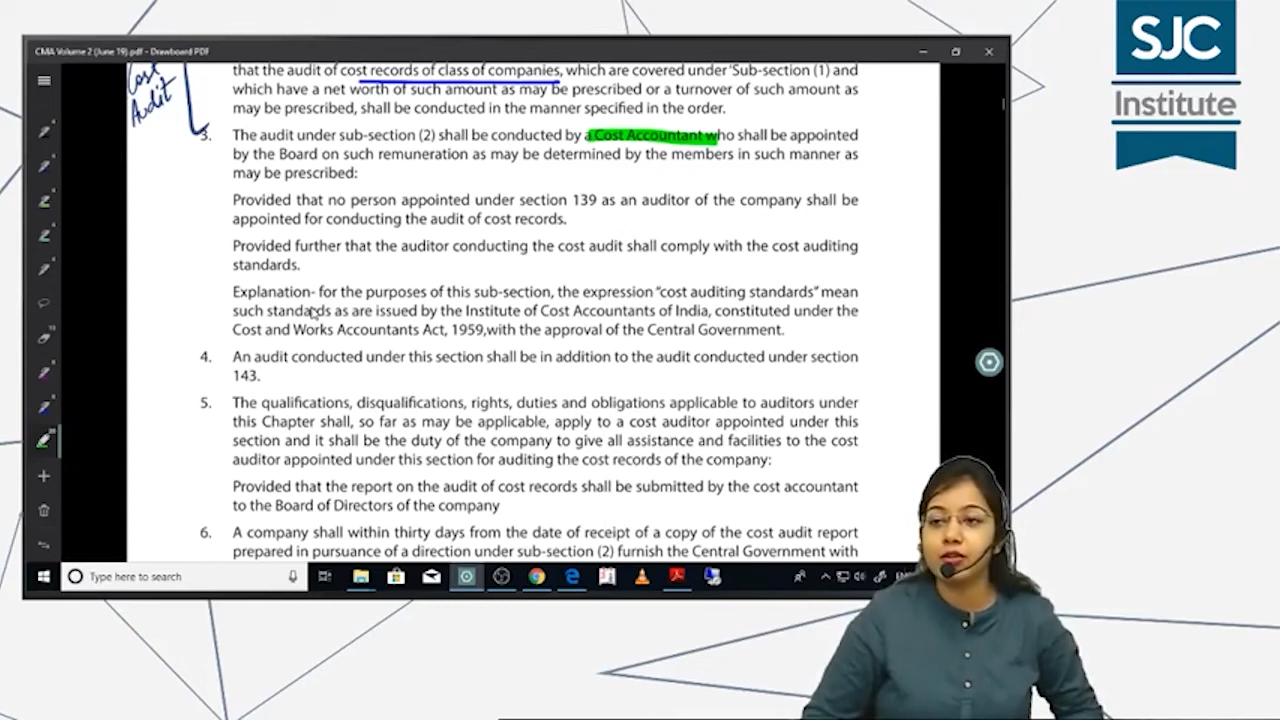 SJC
Institute
CMA Volume 2 (June 19).pdf - Drawboard PDF
Cost
Audit
that the audit of cost records of class of companies, which are covered under 'Sub-section (1) and
which have a net worth of such amount as may be prescribed or a turnover of such amount as
may be prescribed, shall be conducted in the manner specified in the order.
3. The audit under sub-section (2) shall be conducted by a Cost Accountant who shall be appointed
by the Board on such remuneration as may be determined by the members in such manner as
may be prescribed:
Provided that no person appointed under section 139 as an auditor of the company shall be
appointed for conducting the audit of cost records.
Provided further that the auditor conducting the cost audit shall comply with the cost auditing
standards.
Explanation- for the purposes of this sub-section, the expression "cost auditing standards" mean
such standards as are issued by the Institute of Cost Accountants of India, constituted under the
Cost and Works Accountants Act, 1959,with the approval of the Central Government.
4. An audit conducted under this section shall be in addition to the audit conducted under section
143.
5. The qualifications, disqualifications, rights, duties and obligations applicable to auditors under
this Chapter shall, so far as may be applicable, apply to a cost auditor appointed under this
section and it shall be the duty of the company to give all assistance and facilities to the cost
auditor appointed under this section for auditing the cost records of the company:
Provided that the report on the audit of cost records shall be submitted by the cost accountant
to the Board of Directors of the company
6. A company shall within thirty days from the date of receipt of a copy of the cost audit report
prepared in pursuance of a direction under sub-section (2) furnish the Central Government with
Type here to search